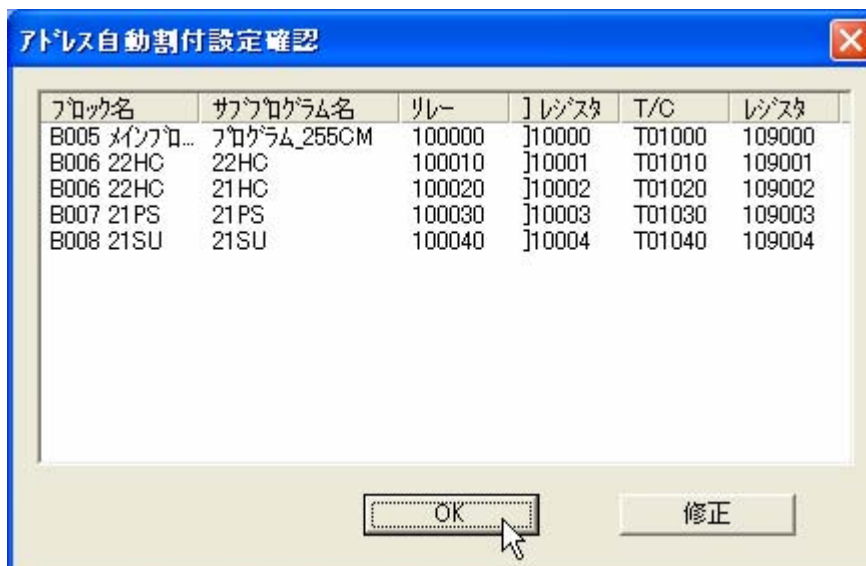 ｱﾄﾞﾚｽ自動割付設定確認
ﾌﾞﾛｯｸ名 ｻﾌﾞﾌﾟﾛｸﾞﾗﾑ名 ﾘﾚｰ ] ﾚｼﾞｽﾀ T/C ﾚｼﾞｽﾀ
B005 ﾒｲﾝﾌﾟﾛ... ﾌﾟﾛｸﾞﾗﾑ_255CM 100000 ]10000 T01000 109000
B006 22HC 22HC 100010 ]10001 T01010 109001
B006 22HC 21HC 100020 ]10002 T01020 109002
B007 21PS 21PS 100030 ]10003 T01030 109003
B008 21SU 21SU 100040 ]10004 T01040 109004
OK 修正